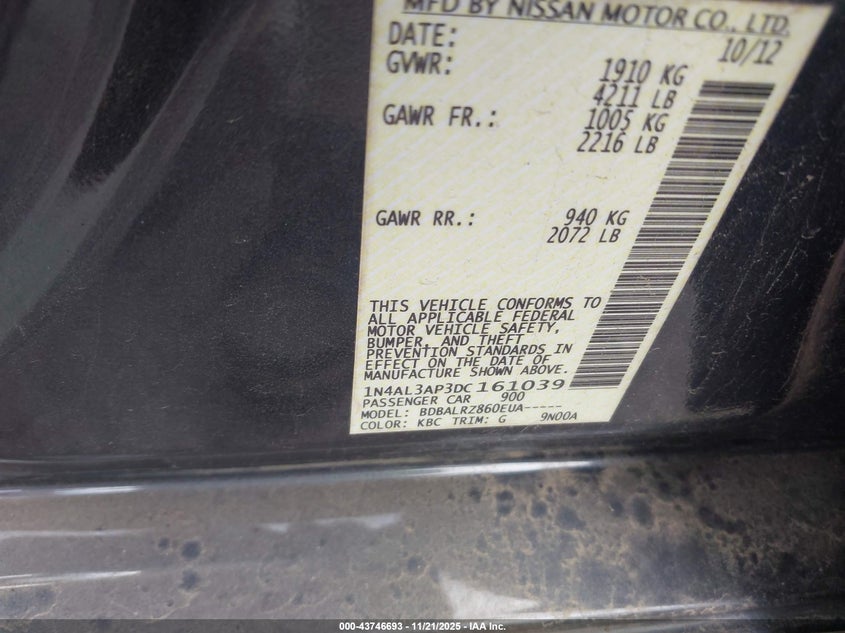 MFD BY NISSAN MOTOR CO., LTD.
DATE: 10/12
GVWR: 1910 KG
4211 LB
GAWR FR.: 1005 KG
2216 LB
GAWR RR.: 940 KG
2072 LB
THIS VEHICLE CONFORMS TO
ALL APPLICABLE FEDERAL
MOTOR VEHICLE SAFETY,
BUMPER, AND THEFT
PREVENTION STANDARDS IN
EFFECT ON THE DATE OF
MANUFACTURE SHOWN ABOVE.
1N4AL3AP3DC161039
PASSENGER CAR 900
MODEL: BDBALRZ860EUA-----
COLOR: KBC TRIM: G 9N00A
000-43746693 - 11/21/2025 - IAA Inc.